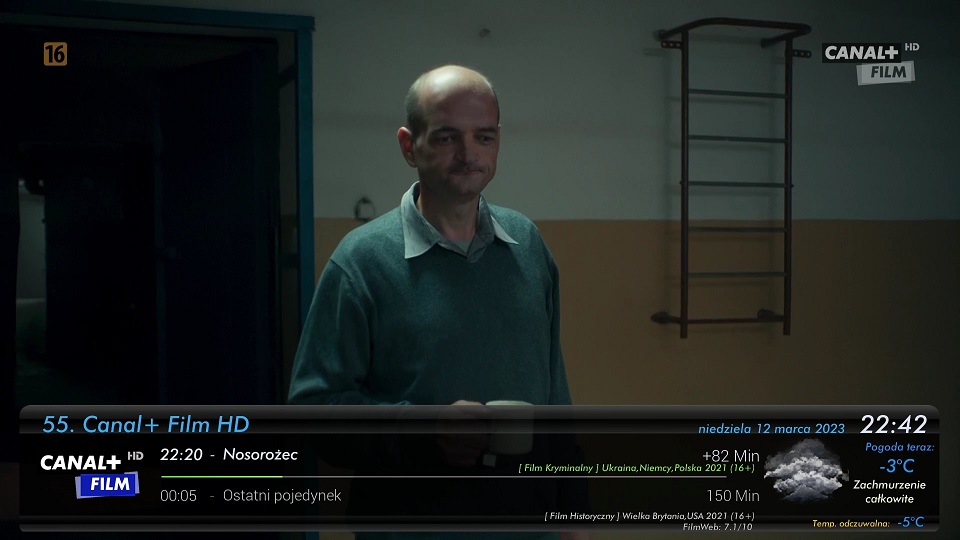 16
CANAL+ HD
FILM
55. Canal+ Film HD
niedziela 12 marca 2023
22:42
CANAL+ HD
FILM
22:20 - Nosorożec
+82 Min
[ Film Kryminalny ] Ukraina,Niemcy,Polska 2021 (16+)
00:05 - Ostatni pojedynek
150 Min
[ Film Historyczny ] Wielka Brytania,USA 2021 (16+)
FilmWeb: 7.1/10
Pogoda teraz:
-3°C
Zachmurzenie
całkowite
Temp. odczuwalna: -5°C